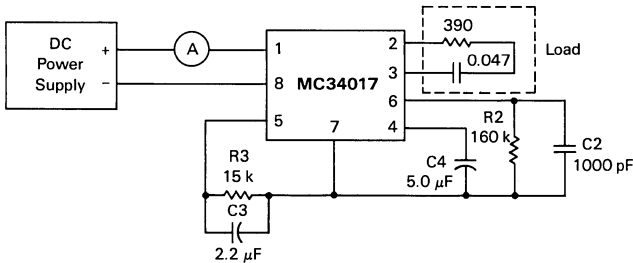 DC
Power
Supply
+
−
A
1
8
5
7
2
3
6
4
MC34017
390
0.047
Load
R2
160 k
C2
1000 pF
C4
5.0 µF
R3
15 k
C3
2.2 µF